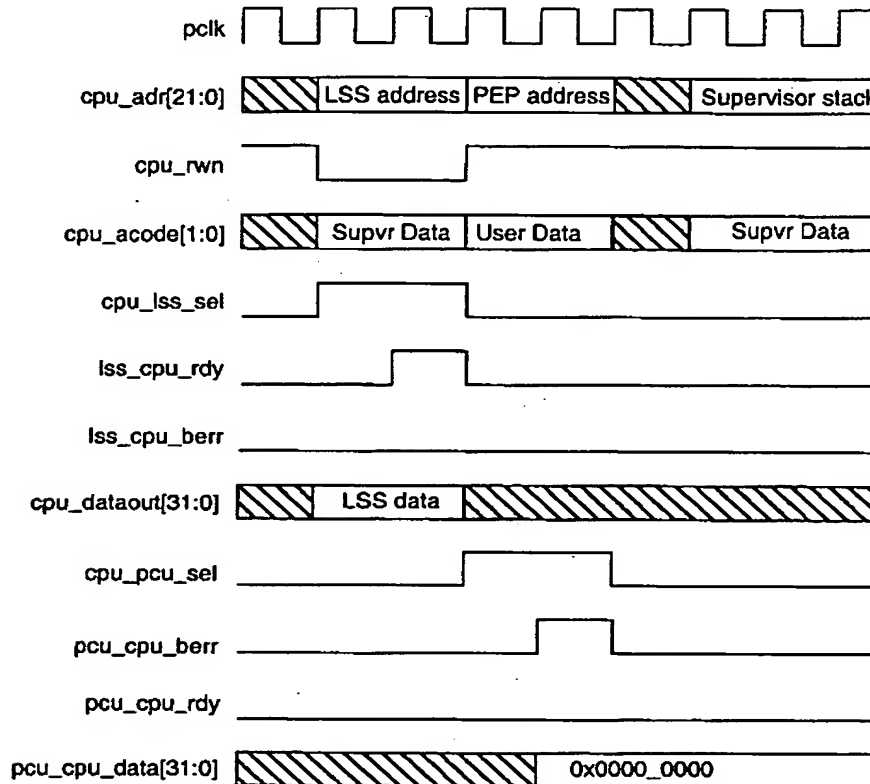 pclk
cpu_adr[21:0] LSS address PEP address Supervisor stack
cpu_rwn
cpu_acode[1:0] Supvr Data User Data Supvr Data
cpu_lss_sel
lss_cpu_rdy
lss_cpu_berr
cpu_dataout[31:0] LSS data
cpu_pcu_sel
pcu_cpu_berr
pcu_cpu_rdy
pcu_cpu_data[31:0] 0x0000_0000